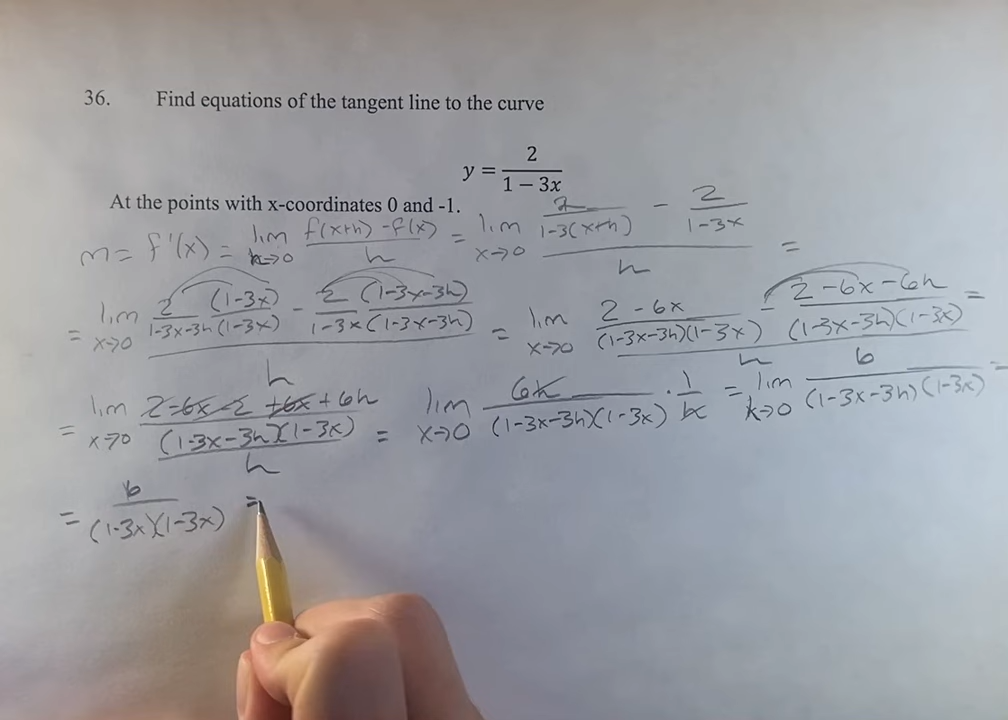 36. Find equations of the tangent line to the curve
y = 2/(1 − 3x)
At the points with x-coordinates 0 and -1.
m = f'(x) = lim h→0 (f(x+h) - f(x))/h = lim x→0 (2/(1-3(x+h)) - 2/(1-3x))/h =
= lim x→0 (2(1-3x)/(1-3x-3h(1-3x)) - 2(1-3x-3h)/(1-3x(1-3x-3h)))/h = lim x→0 ((2-6x)/((1-3x-3h)(1-3x)) - (2-6x-6h)/((1-3x-3h)(1-3x)))/h =
= lim x→0 ((2-6x-2+6x+6h)/((1-3x-3h)(1-3x)))/h = lim x→0 6h/((1-3x-3h)(1-3x)) · 1/h = lim h→0 6/((1-3x-3h)(1-3x)) =
= 6/((1-3x)(1-3x)) =